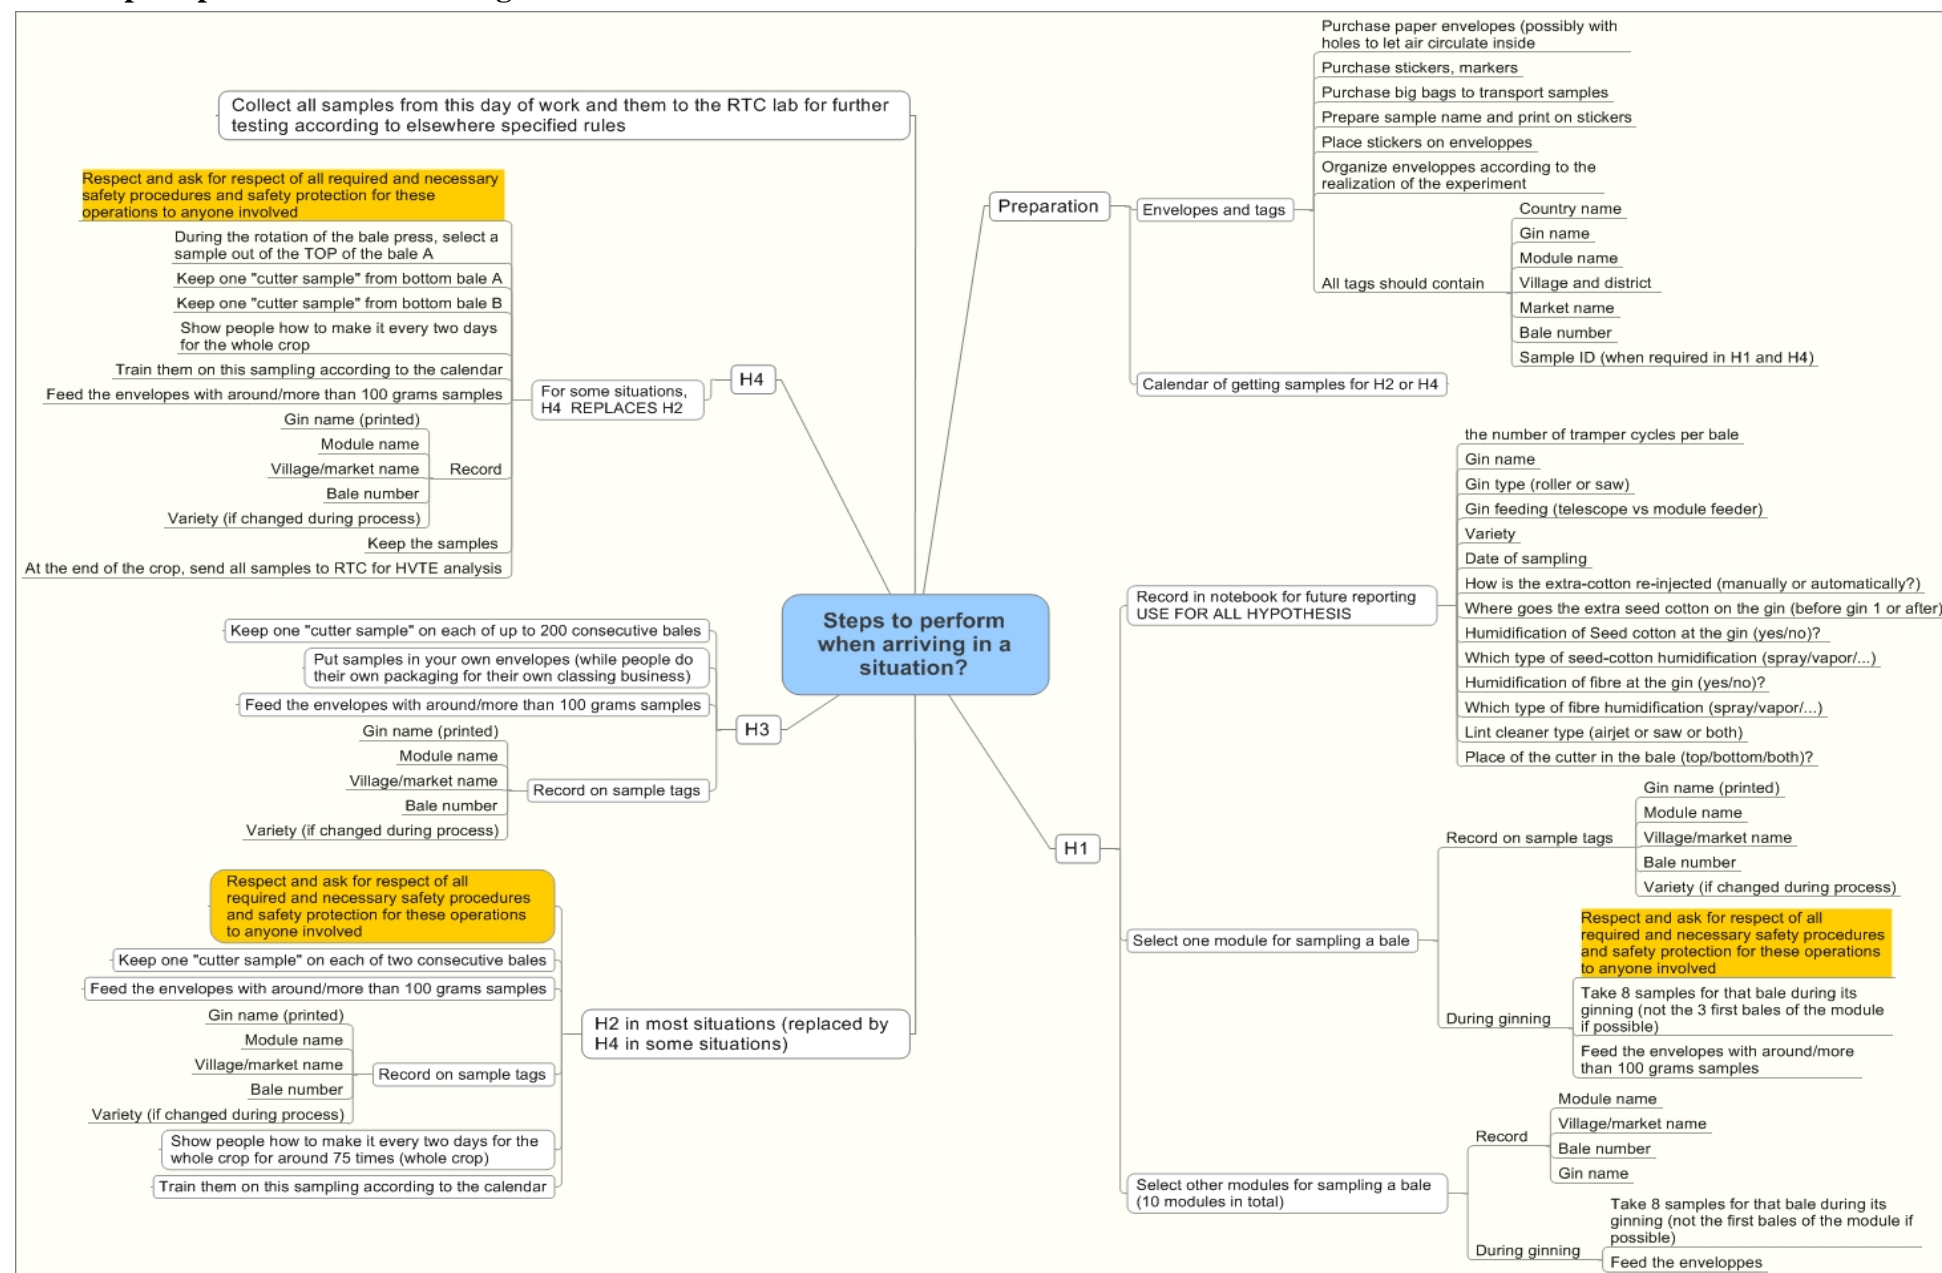 Collect all samples from this day of work and them to the RTC lab for further
testing according to elsewhere specified rules
Respect and ask for respect of all required and necessary
safety procedures and safety protection for these
operations to anyone involved
During the rotation of the bale press, select a
sample out of the TOP of the bale A
Keep one "cutter sample" from bottom bale A
Keep one "cutter sample" from bottom bale B
Show people how to make it every two days
for the whole crop
Train them on this sampling according to the calendar
Feed the envelopes with around/more than 100 grams samples
Gin name (printed)
Module name
Village/market name
Bale number
Variety (if changed during process)
Record
Keep the samples
At the end of the crop, send all samples to RTC for HVTE analysis
For some situations,
H4 REPLACES H2
H4
Keep one "cutter sample" on each of up to 200 consecutive bales
Put samples in your own envelopes (while people do
their own packaging for their own classing business)
Feed the envelopes with around/more than 100 grams samples
Gin name (printed)
Module name
Village/market name
Bale number
Variety (if changed during process)
Record on sample tags
H3
Respect and ask for respect of all
required and necessary safety procedures
and safety protection for these operations
to anyone involved
Keep one "cutter sample" on each of two consecutive bales
Feed the envelopes with around/more than 100 grams samples
Gin name (printed)
Module name
Village/market name
Bale number
Variety (if changed during process)
Record on sample tags
Show people how to make it every two days for the
whole crop for around 75 times (whole crop)
Train them on this sampling according to the calendar
H2 in most situations (replaced by
H4 in some situations)
Steps to perform
when arriving in a
situation?
Preparation
Envelopes and tags
Purchase paper envelopes (possibly with
holes to let air circulate inside
Purchase stickers, markers
Purchase big bags to transport samples
Prepare sample name and print on stickers
Place stickers on enveloppes
Organize enveloppes according to the
realization of the experiment
All tags should contain
Country name
Gin name
Module name
Village and district
Market name
Bale number
Sample ID (when required in H1 and H4)
Calendar of getting samples for H2 or H4
H1
Record in notebook for future reporting
USE FOR ALL HYPOTHESIS
the number of tramper cycles per bale
Gin name
Gin type (roller or saw)
Gin feeding (telescope vs module feeder)
Variety
Date of sampling
How is the extra-cotton re-injected (manually or automatically?)
Where goes the extra seed cotton on the gin (before gin 1 or after)
Humidification of Seed cotton at the gin (yes/no)?
Which type of seed-cotton humidification (spray/vapor/...)
Humidification of fibre at the gin (yes/no)?
Which type of fibre humidification (spray/vapor/...)
Lint cleaner type (airjet or saw or both)
Place of the cutter in the bale (top/bottom/both)?
Select one module for sampling a bale
Record on sample tags
Gin name (printed)
Module name
Village/market name
Bale number
Variety (if changed during process)
During ginning
Respect and ask for respect of all
required and necessary safety procedures
and safety protection for these operations
to anyone involved
Take 8 samples for that bale during its
ginning (not the 3 first bales of the module
if possible)
Feed the envelopes with around/more
than 100 grams samples
Select other modules for sampling a bale
(10 modules in total)
Record
Module name
Village/market name
Bale number
Gin name
During ginning
Take 8 samples for that bale during its
ginning (not the first bales of the module if
possible)
Feed the enveloppes